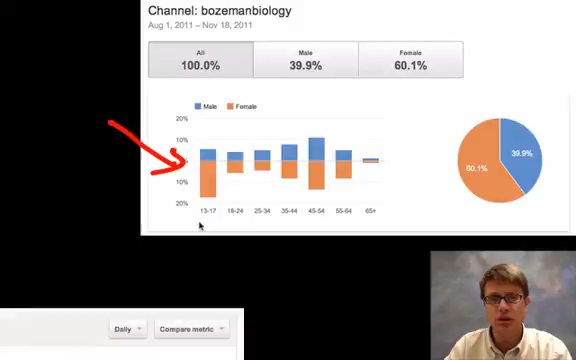 Channel: bozemanbiology
Aug 1, 2011 – Nov 18, 2011
All Male Female
100.0% 39.9% 60.1%
Male Female
20%
10%
10%
20%
13-17 18-24 25-34 35-44 45-54 55-64 65+
39.9%
60.1%
Daily Compare metric